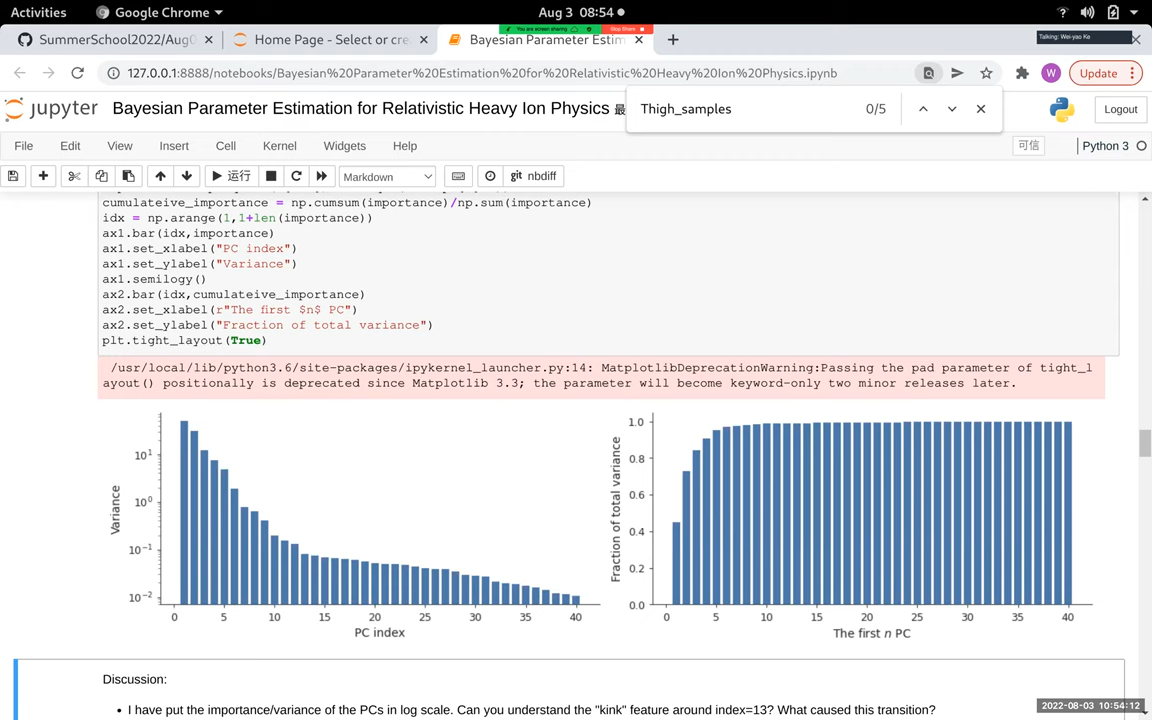 Activities
Google Chrome
Aug 3 08:54
You are screen sharing
Stop Share
SummerSchool2022/Aug0
Home Page - Select or cre
Bayesian Parameter Estim
Talking: Wei-yao Ke
127.0.0.1:8888/notebooks/Bayesian%20Parameter%20Estimation%20for%20Relativistic%20Heavy%20Ion%20Physics.ipynb
W
Update
Thigh_samples
0/5
jupyter
Bayesian Parameter Estimation for Relativistic Heavy Ion Physics
最
Logout
File
Edit
View
Insert
Cell
Kernel
Widgets
Help
可信
Python 3
运行
Markdown
git nbdiff
cumulateive_importance = np.cumsum(importance)/np.sum(importance)
idx = np.arange(1,1+len(importance))
ax1.bar(idx,importance)
ax1.set_xlabel("PC index")
ax1.set_ylabel("Variance")
ax1.semilogy()
ax2.bar(idx,cumulateive_importance)
ax2.set_xlabel(r"The first $n$ PC")
ax2.set_ylabel("Fraction of total variance")
plt.tight_layout(True)
/usr/local/lib/python3.6/site-packages/ipykernel_launcher.py:14: MatplotlibDeprecationWarning:Passing the pad parameter of tight_l
ayout() positionally is deprecated since Matplotlib 3.3; the parameter will become keyword-only two minor releases later.
Variance
10¹
10⁰
10⁻¹
10⁻²
0 5 10 15 20 25 30 35 40
PC index
Fraction of total variance
1.0
0.8
0.6
0.4
0.2
0.0
0 5 10 15 20 25 30 35 40
The first n PC
Discussion:
• I have put the importance/variance of the PCs in log scale. Can you understand the "kink" feature around index=13? What caused this transition?
2022-08-03 10:54:12